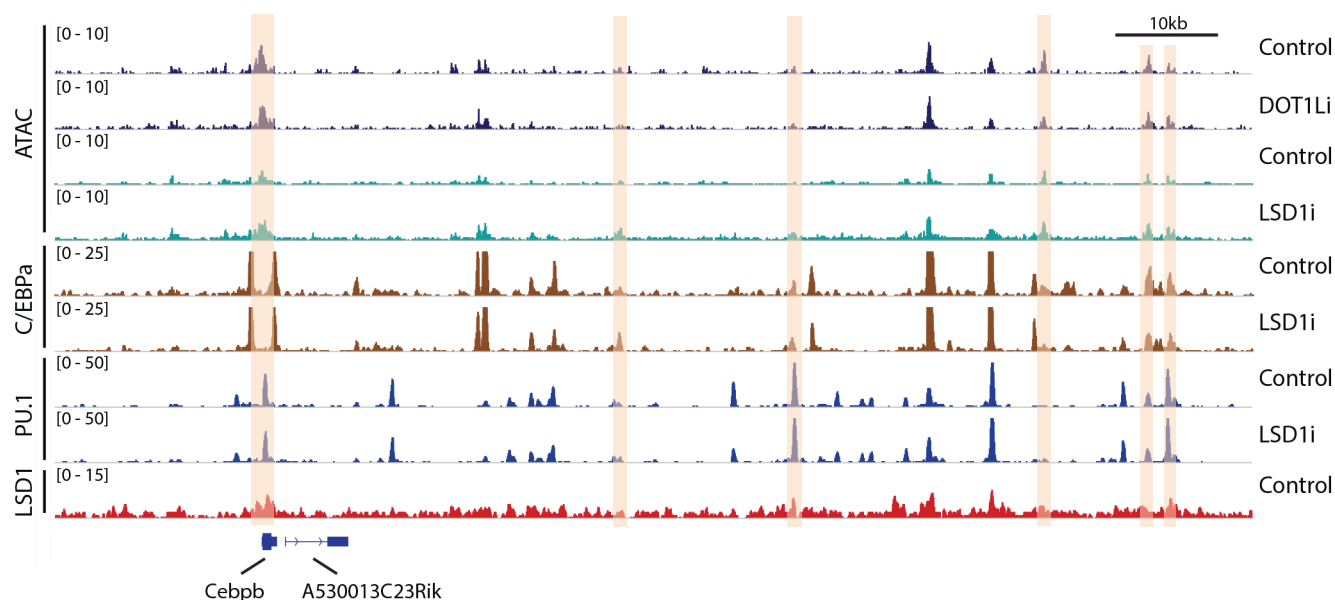 10kb
ATAC
[0 - 10]
Control
[0 - 10]
DOT1Li
[0 - 10]
Control
[0 - 10]
LSD1i
C/EBPa
[0 - 25]
Control
[0 - 25]
LSD1i
PU.1
[0 - 50]
Control
[0 - 50]
LSD1i
LSD1
[0 - 15]
Control
Cebpb
A530013C23Rik